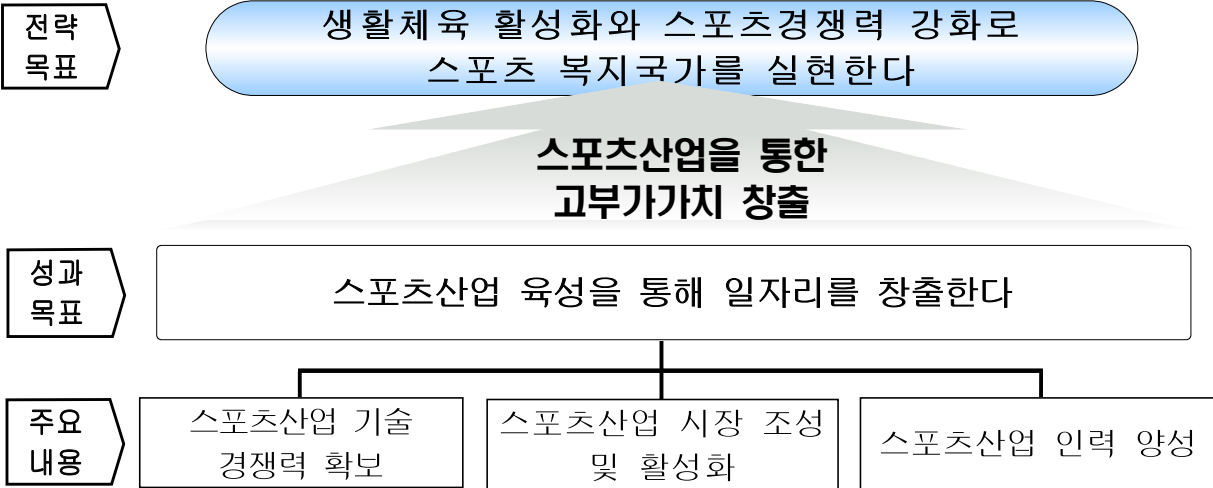 전략
목표
생활체육 활성화와 스포츠경쟁력 강화로
스포츠 복지국가를 실현한다
스포츠산업을 통한
고부가가치 창출
성과
목표
스포츠산업 육성을 통해 일자리를 창출한다
주요
내용
스포츠산업 기술
경쟁력 확보
스포츠산업 시장 조성
및 활성화
스포츠산업 인력 양성